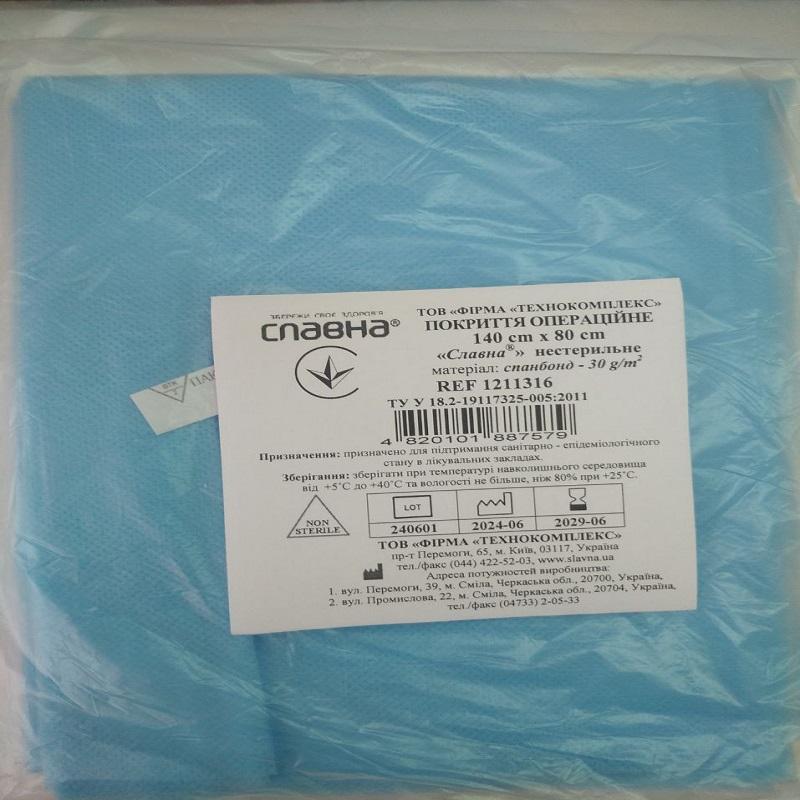 ЗБЕРЕЖИ СВОЄ ЗДОРОВ'Я
СЛАВНА®
ТОВ «ФІРМА «ТЕХНОКОМПЛЕКС»
ПОКРИТТЯ ОПЕРАЦІЙНЕ
140 cm x 80 cm
«Славна®» нестерильне
матеріал: спанбонд - 30 g/m²
REF 1211316
ТУ У 18.2-19117325-005:2011
4 820101 887579
ВТК
2
ПАК
Призначення: призначено для підтримання санітарно - епідеміологічного
стану в лікувальних закладах.
Зберігання: зберігати при температурі навколишнього середовища
від +5°С до +40°С та вологості не більше, ніж 80% при +25°С.
NON
STERILE
LOT
240601 2024-06 2029-06
ТОВ «ФІРМА «ТЕХНОКОМПЛЕКС»
пр-т Перемоги, 65, м. Київ, 03117, Україна
тел./факс (044) 422-52-03, www.slavna.ua
Адреса потужностей виробництва:
1. вул. Перемоги, 39, м. Сміла, Черкаська обл., 20700, Україна,
2. вул. Промислова, 22, м. Сміла, Черкаська обл., 20704, Україна,
тел./факс (04733) 2-05-33